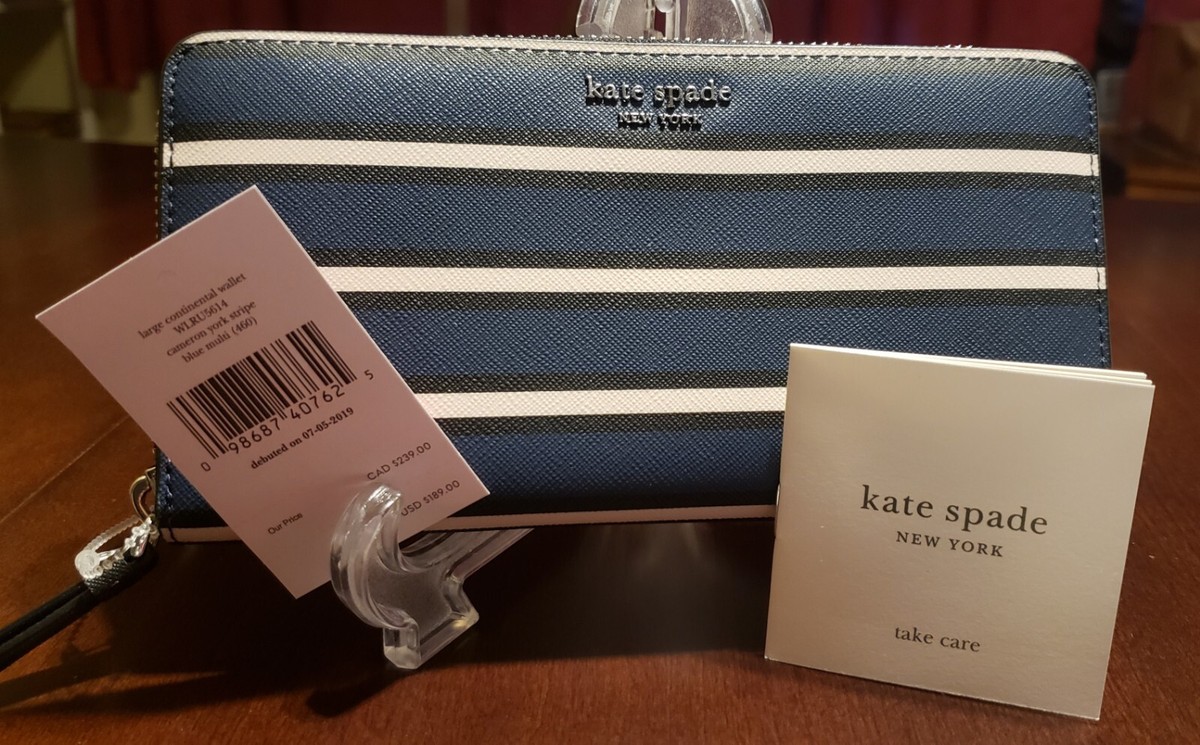 kate spade
NEW YORK
large continental wallet
WLRU5614
cameron york stripe
blue multi (460)
0 98687 40762 5
debuted on 07-05-2019
CAD $239.00
Our Price USD $189.00
kate spade
NEW YORK
take care